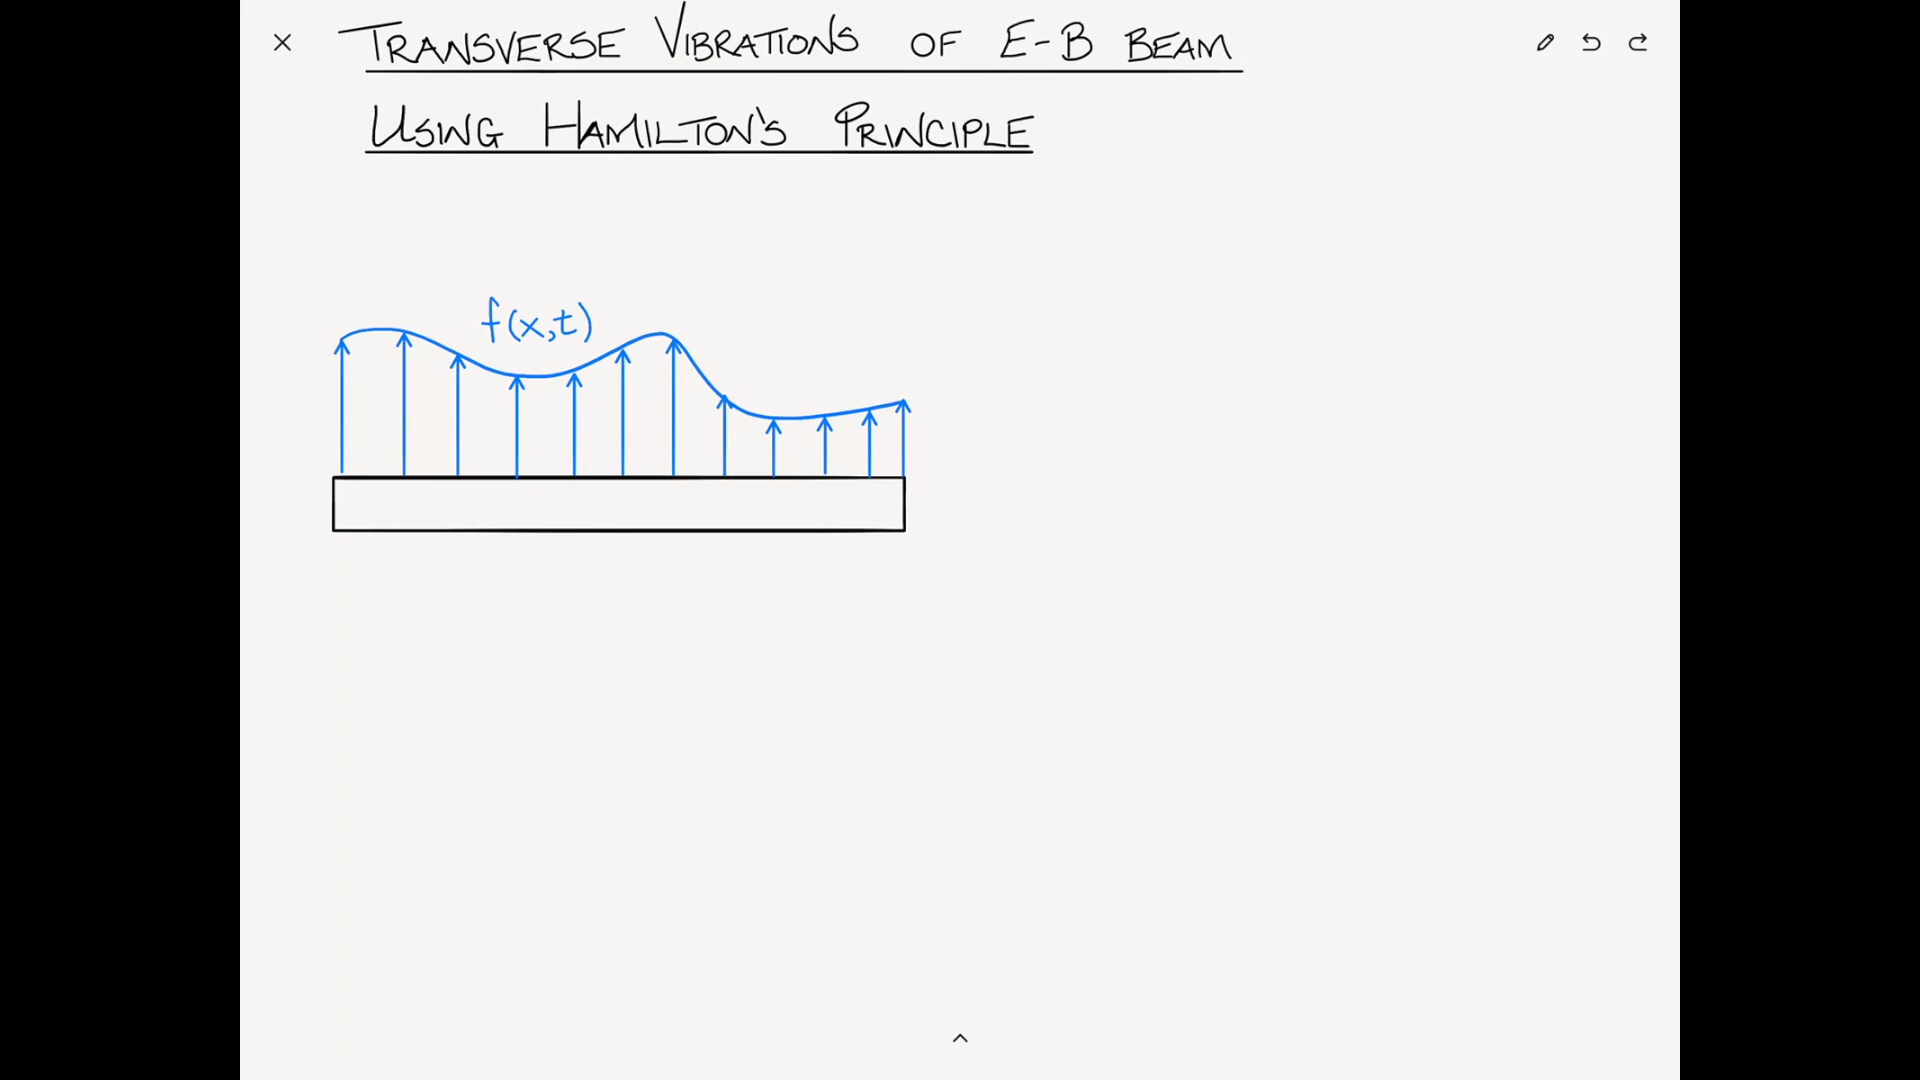 TRANSVERSE VIBRATIONS OF E-B BEAM
USING HAMILTON'S PRINCIPLE
f(x,t)